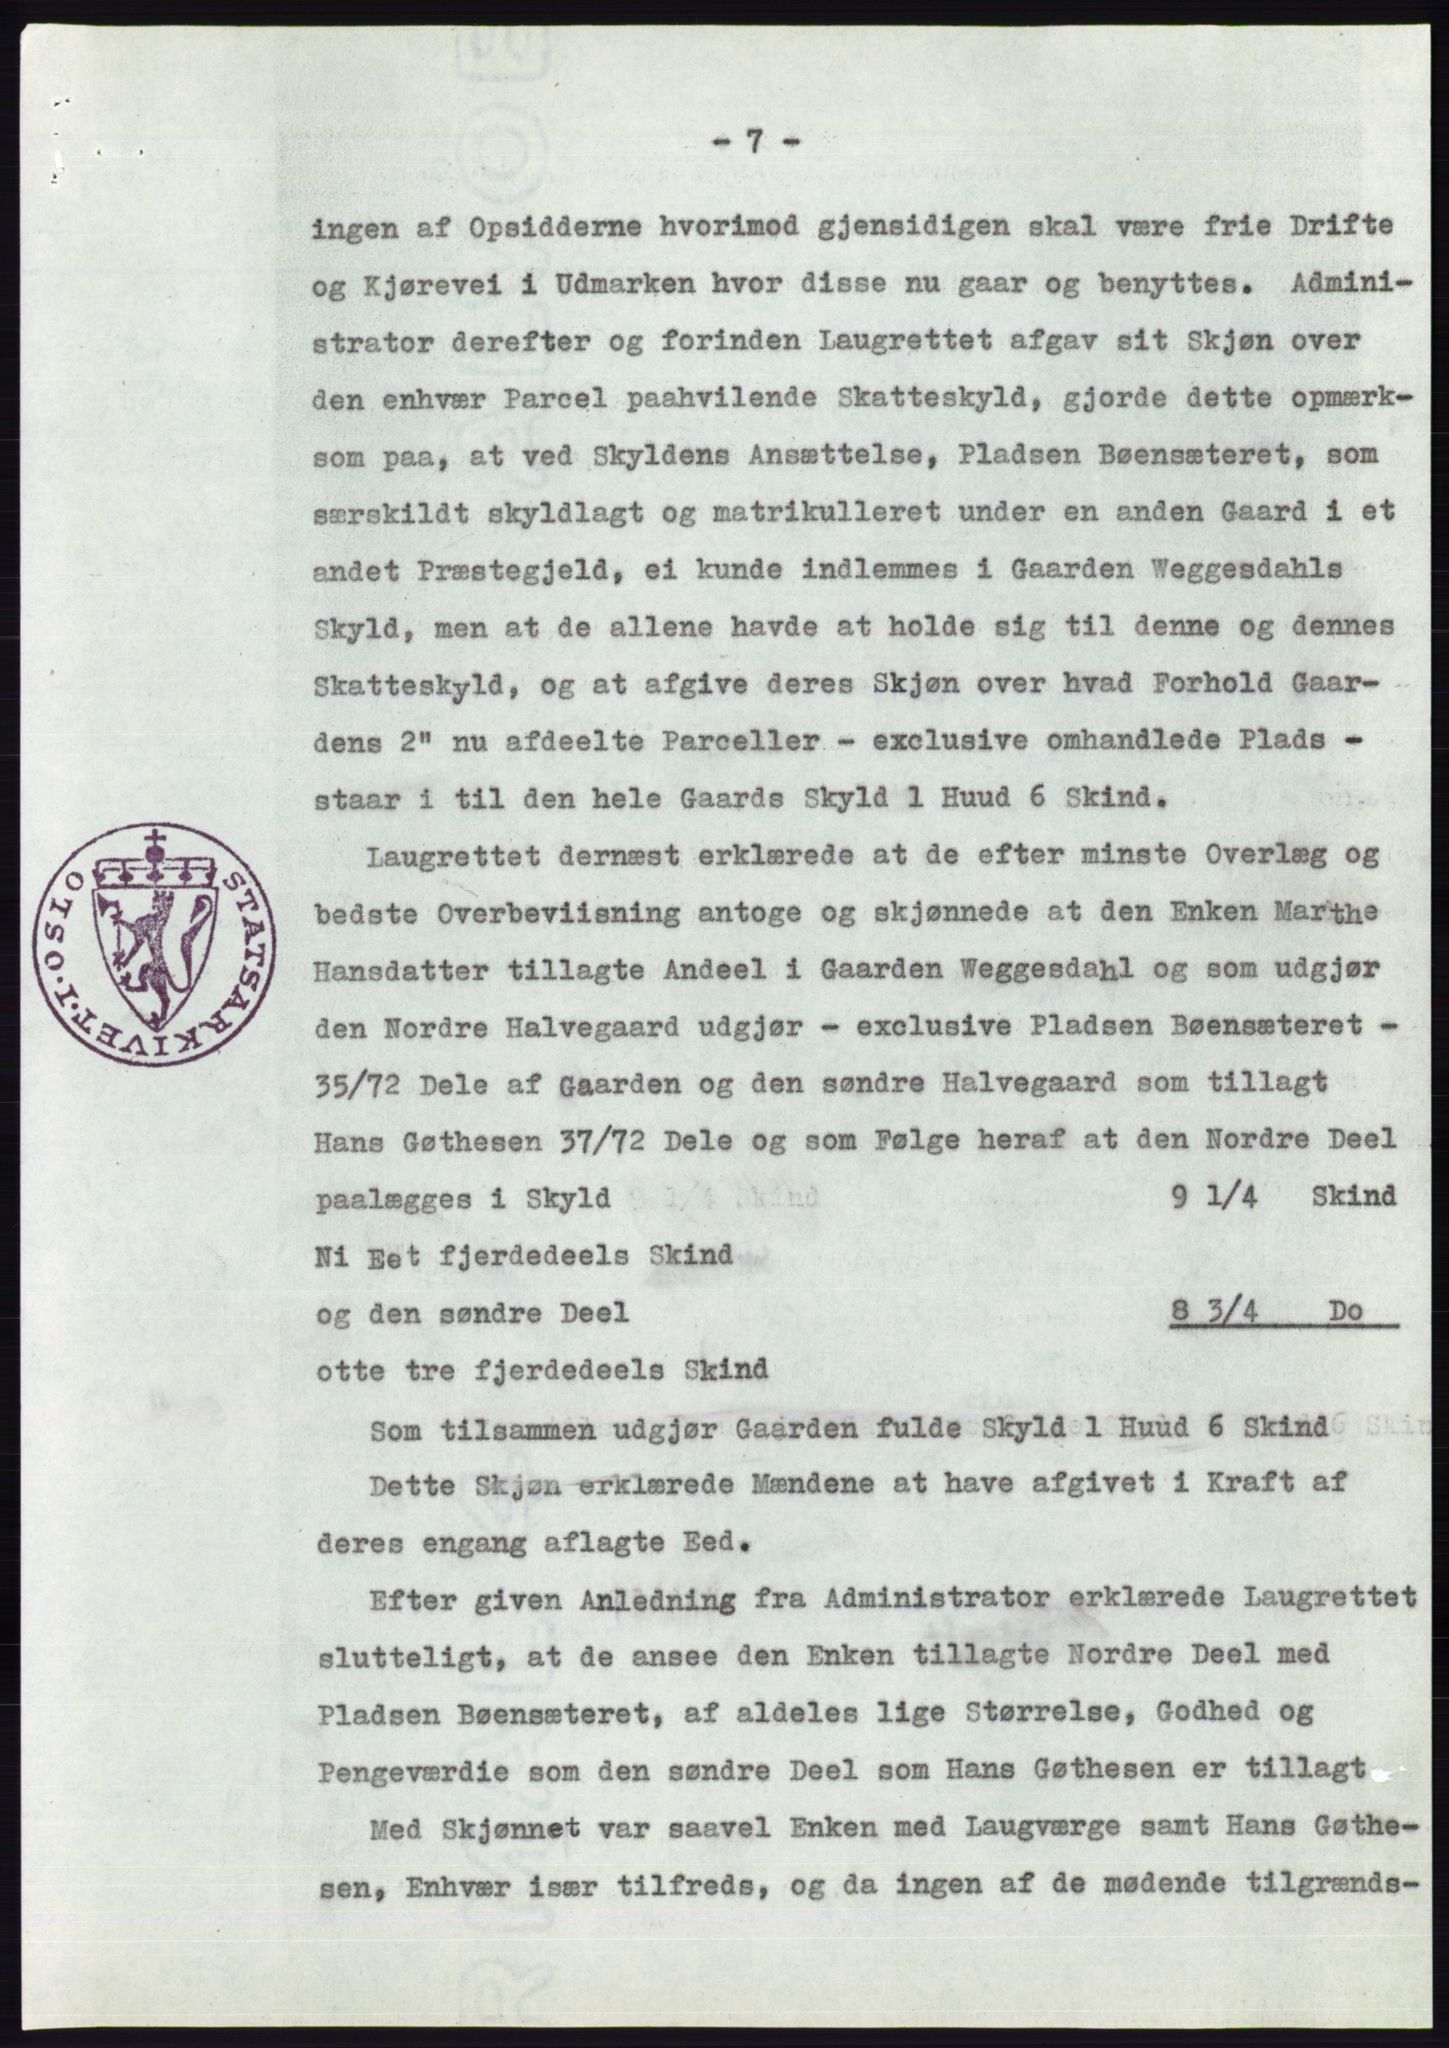 - 7 -
ingen af Opsidderne hvorimod gjensidigen skal være frie Drifte
og Kjørevei i Udmarken hvor disse nu gaar og benyttes. Admini-
strator derefter og forinden Laugrettet afgav sit Skjøn over
den enhvær Parcel paahvilende Skatteskyld, gjorde dette opmærk-
som paa, at ved Skyldens Ansættelse, Pladsen Bøensæteret, som
særskildt skyldlagt og matrikulleret under en anden Gaard i et
andet Præstegjeld, ei kunde indlemmes i Gaarden Weggesdahls
Skyld, men at de allene havde at holde sig til denne og dennes
Skatteskyld, og at afgive deres Skjøn over hvad Forhold Gaar-
dens 2" nu afdeelte Parceller - exclusive omhandlede Plads -
staar i til den hele Gaards Skyld 1 Huud 6 Skind.
Laugrettet dernæst erklærede at de efter minste Overlæg og
bedste Overbeviisning antoge og skjønnede at den Enken Marthe
Hansdatter tillagte Andeel i Gaarden Weggesdahl og som udgjør
den Nordre Halvegaard udgjør - exclusive Pladsen Bøensæteret -
35/72 Dele af Gaarden og den søndre Halvegaard som tillagt
Hans Gøthesen 37/72 Dele og som Følge heraf at den Nordre Deel
paalægges i Skyld 9 1/4 Skind 9 1/4 Skind
Ni Eet fjerdedeels Skind
og den søndre Deel 8 3/4 Do
otte tre fjerdedeels Skind
Som tilsammen udgjør Gaarden fulde Skyld 1 Huud 6 Skind
Dette Skjøn erklærede Mændene at have afgivet i Kraft af
deres engang aflagte Eed.
Efter given Anledning fra Administrator erklærede Laugrettet
slutteligt, at de ansee den Enken tillagte Nordre Deel med
Pladsen Bøensæteret, af aldeles lige Størrelse, Godhed og
Pengeværdie som den søndre Deel som Hans Gøthesen er tillagt
Med Skjønnet var saavel Enken med Laugværge samt Hans Gøthe-
sen, Enhvær især tilfreds, og da ingen af de mødende tilgrænds-
STATSARKIVET · I · OSLO